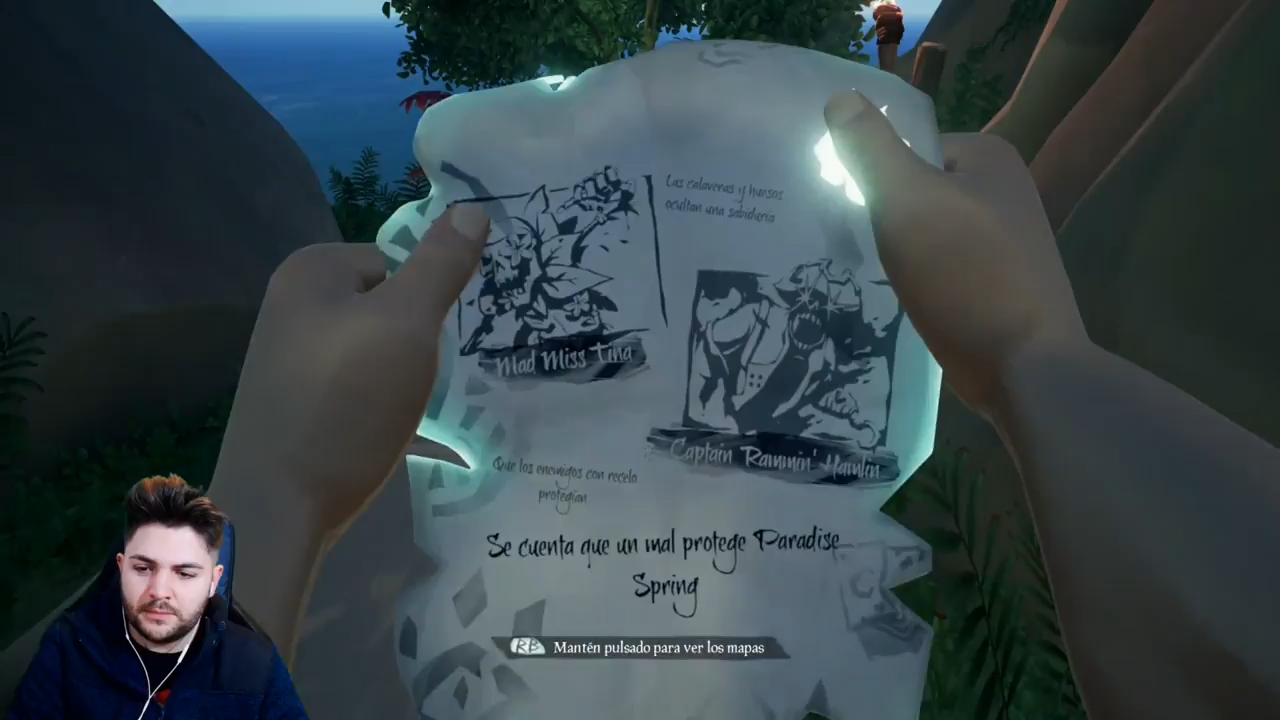 Las calaveras y huesos
ocultan una sabiduría
Mad Miss Tina
Captain Rammin' Hamlin
Que los enemigos con recelo
protegían
Se cuenta que un mal protege Paradise
Spring
RB Mantén pulsado para ver los mapas